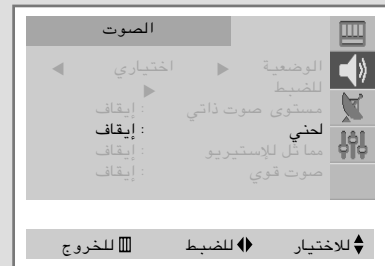 الصوت
الوضعية ◀ اختياري ▶
للضبط ◀
مستوى صوت ذاتي : إيقاف
لحني : إيقاف
مماثل للإستيريو : إيقاف
صوت قوي : إيقاف
للاختيار للضبط للخروج